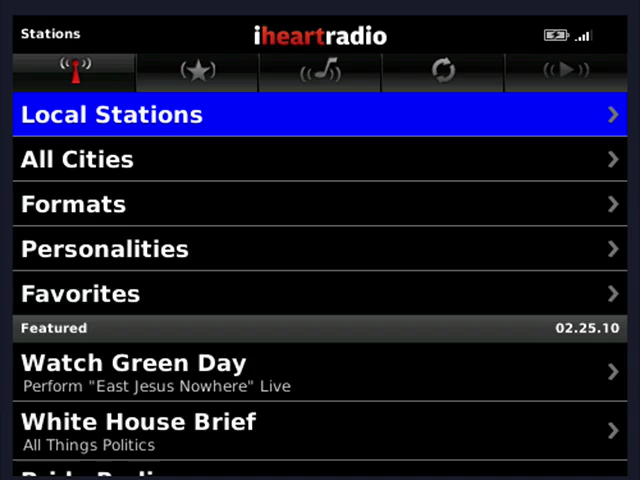 Stations
iheartradio
Local Stations
All Cities
Formats
Personalities
Favorites
Featured 02.25.10
Watch Green Day
Perform "East Jesus Nowhere" Live
White House Brief
All Things Politics